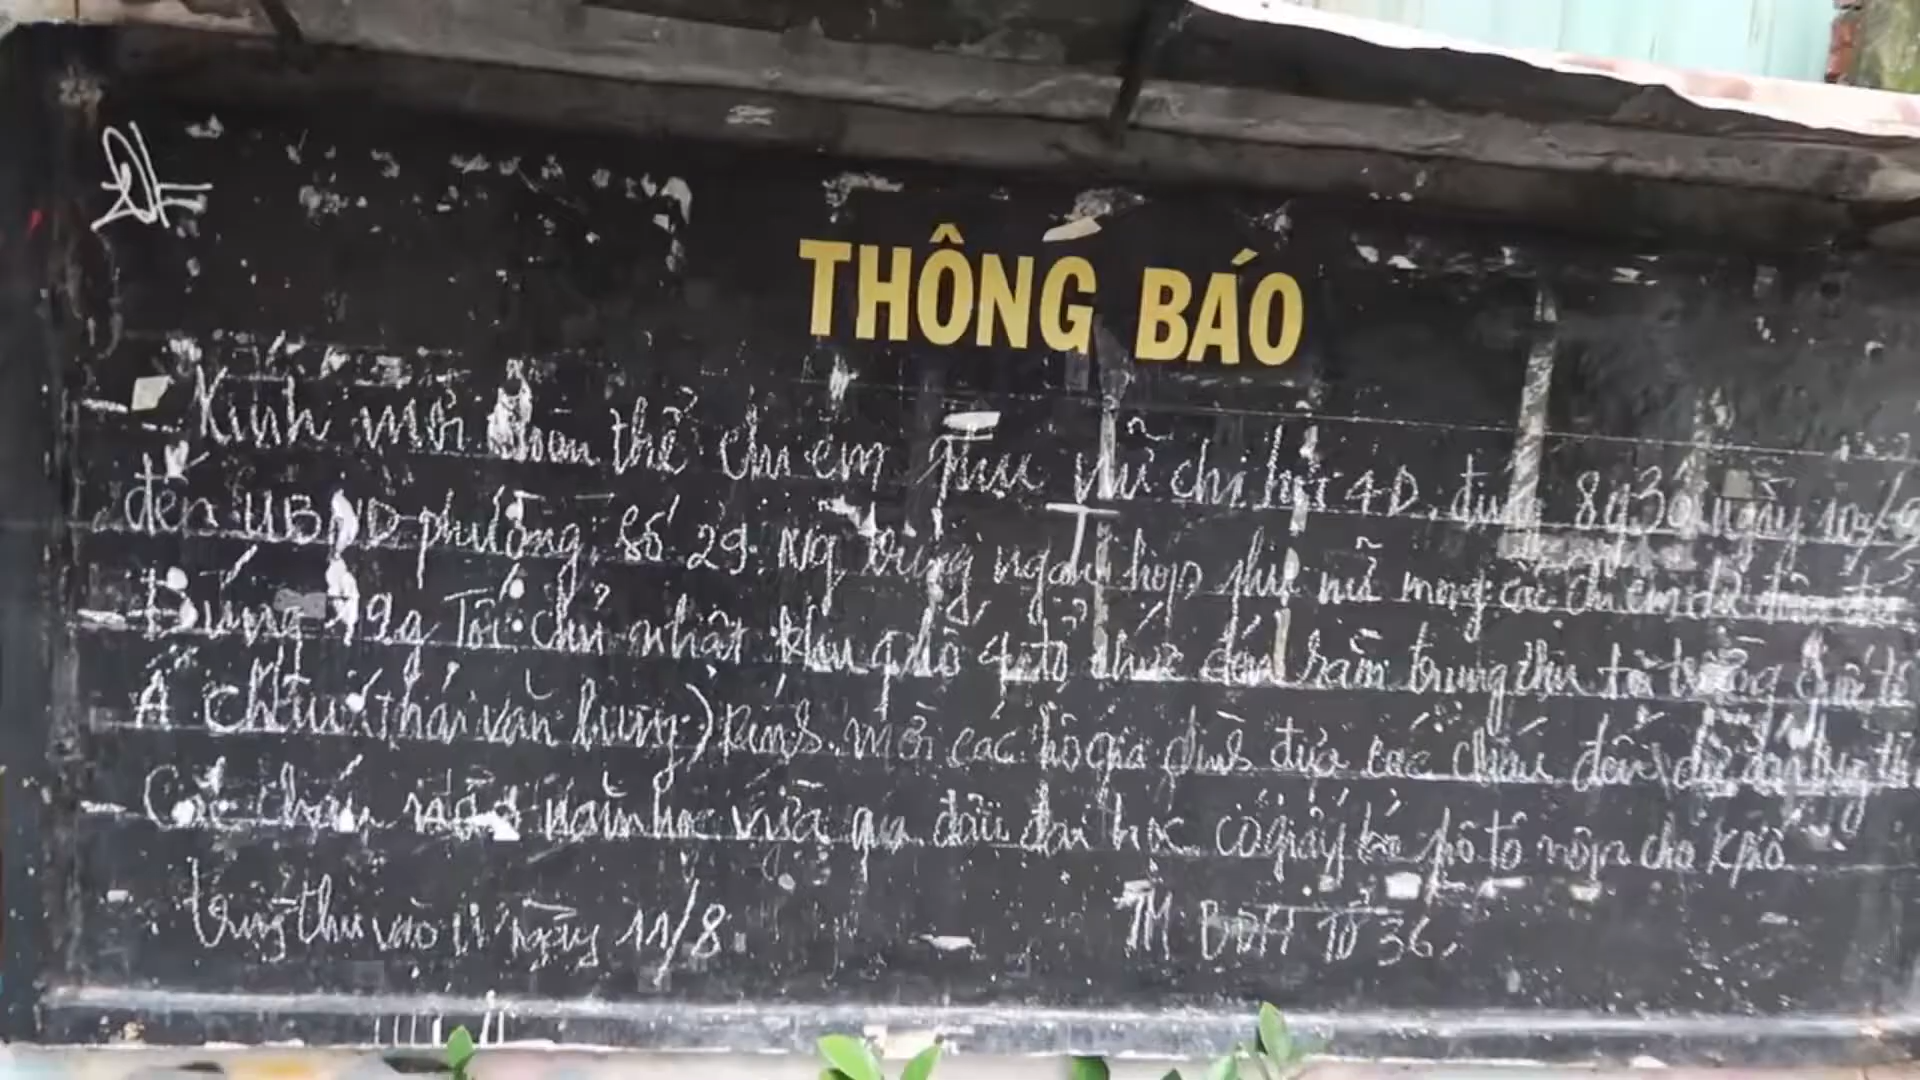 THÔNG BÁO
Kính mời thể chị em Phụ nữ chi hội 4D. đúng 8g30 ngày
đến UBND phường. Số 29. Ng trung ngạn họp phụ nữ mong các chị em
Đúng 19g Tối chủ nhật khu phố 4 tổ chức đón rằm trung thu tại trường
Á Châu (thái văn lung) kính mời các hộ gia đình đưa các cháu đến dự
Các cháu năm học vừa qua đậu đại học có giấy phô tô nộp cho KP
trung thu vào ngày 11/8
TM BĐH Tổ 36